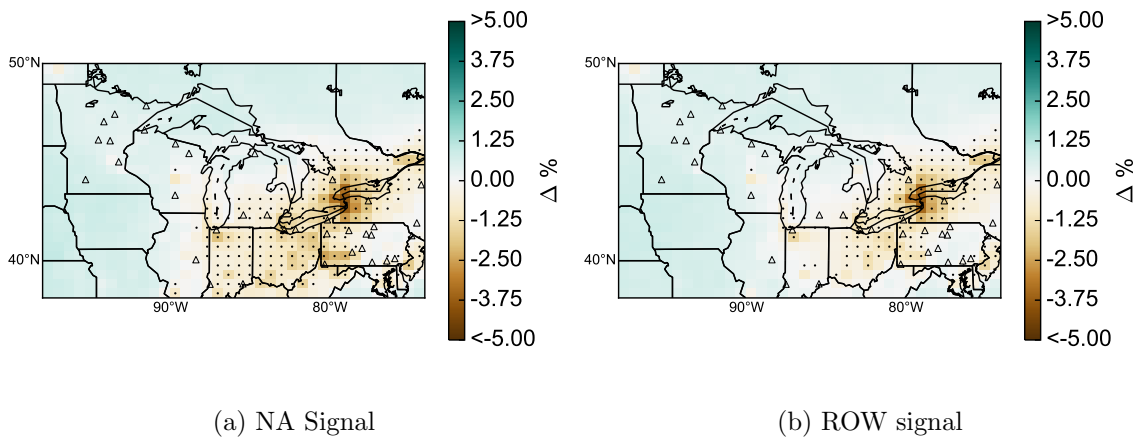 50°N
40°N
90°W
80°W
>5.00
3.75
2.50
1.25
0.00
-1.25
-2.50
-3.75
<-5.00
Δ %
50°N
40°N
90°W
80°W
>5.00
3.75
2.50
1.25
0.00
-1.25
-2.50
-3.75
<-5.00
Δ %
(a) NA Signal
(b) ROW signal